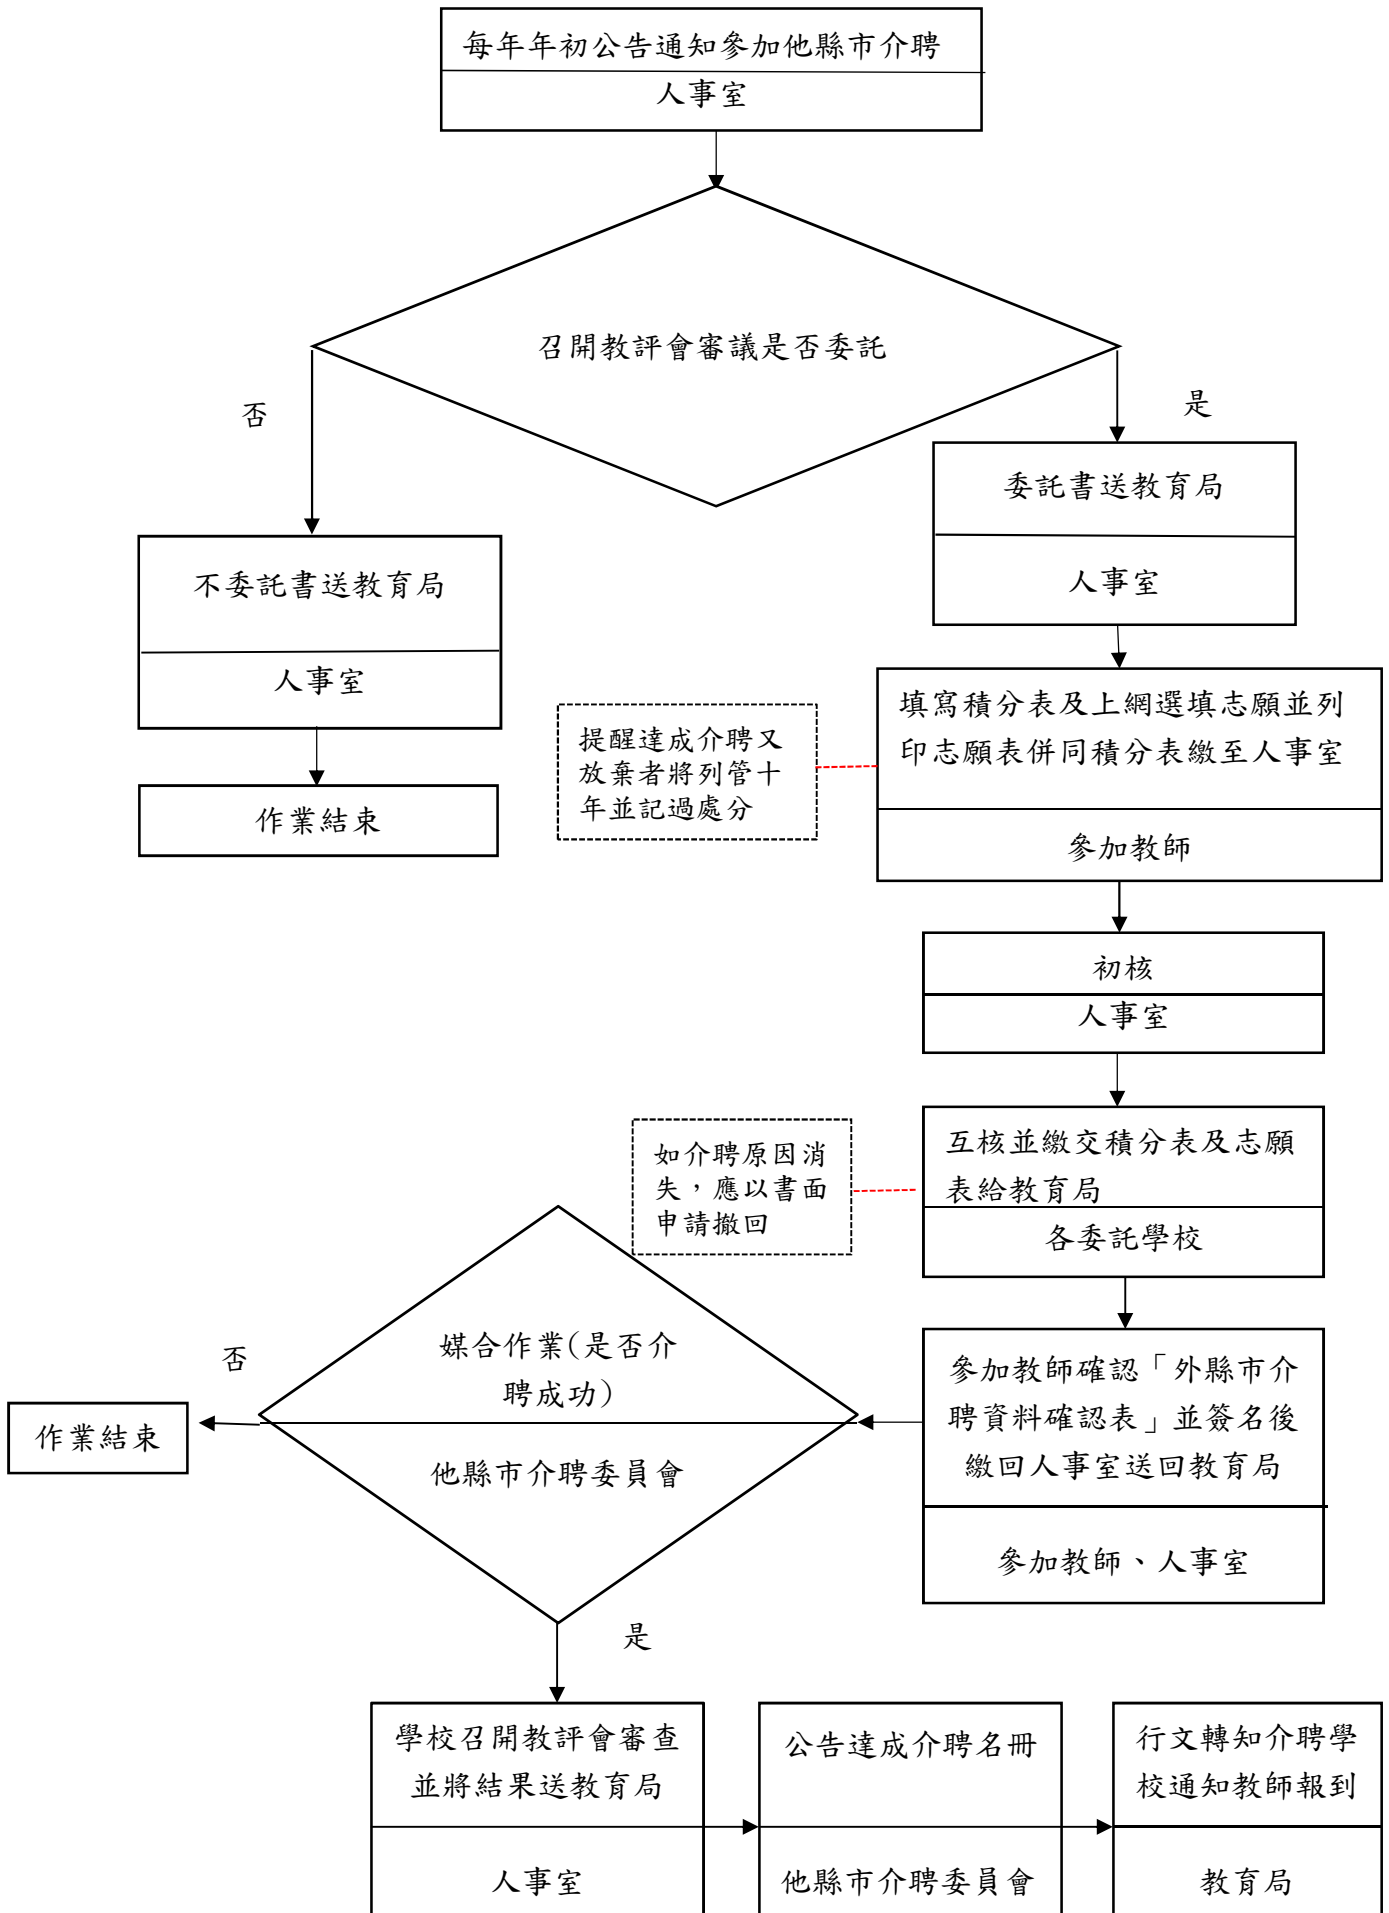 每年年初公告通知參加他縣市介聘
人事室
召開教評會審議是否委託
否
是
委託書送教育局
人事室
不委託書送教育局
人事室
作業結束
填寫積分表及上網選填志願並列
印志願表併同積分表繳至人事室
參加教師
提醒達成介聘又
放棄者將列管十
年並記過處分
初核
人事室
互核並繳交積分表及志願
表給教育局
各委託學校
如介聘原因消
失，應以書面
申請撤回
參加教師確認「外縣市介
聘資料確認表」並簽名後
繳回人事室送回教育局
參加教師、人事室
媒合作業(是否介
聘成功)
他縣市介聘委員會
否
作業結束
是
學校召開教評會審查
並將結果送教育局
人事室
公告達成介聘名冊
他縣市介聘委員會
行文轉知介聘學
校通知教師報到
教育局